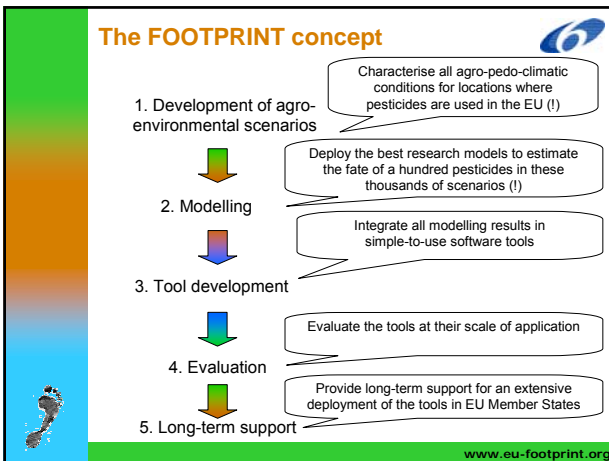 The FOOTPRINT concept
6
Characterise all agro-pedo-climatic
conditions for locations where
pesticides are used in the EU (!)
1. Development of agro-
environmental scenarios
Deploy the best research models to estimate
the fate of a hundred pesticides in these
thousands of scenarios (!)
2. Modelling
Integrate all modelling results in
simple-to-use software tools
3. Tool development
Evaluate the tools at their scale of application
4. Evaluation
Provide long-term support for an extensive
deployment of the tools in EU Member States
5. Long-term support
www.eu-footprint.org